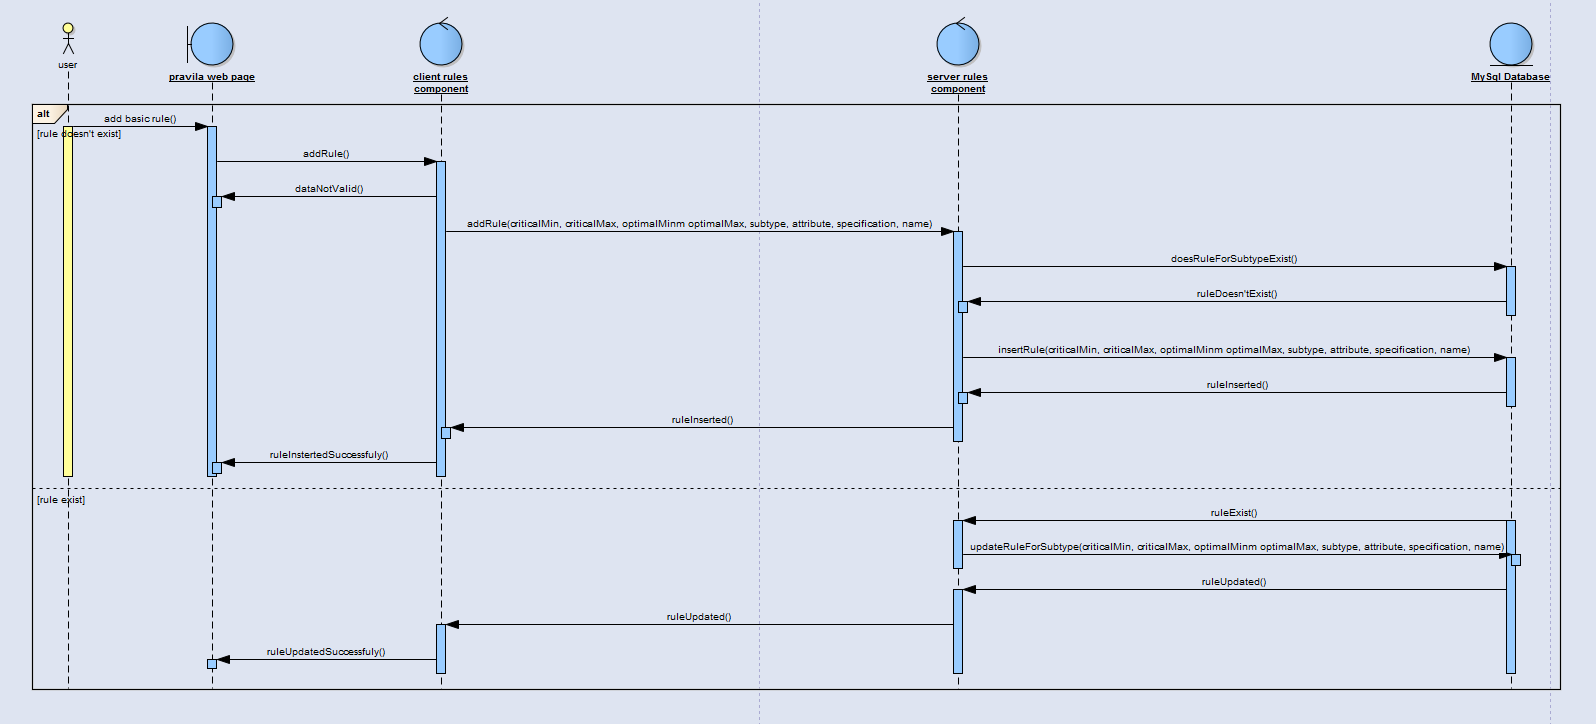 user
pravila web page
client rules
component
server rules
component
MySql Database
alt
add basic rule()
[rule doesn't exist]
addRule()
dataNotValid()
addRule(criticalMin, criticalMax, optimalMinm optimalMax, subtype, attribute, specification, name)
doesRuleForSubtypeExist()
ruleDoesn'tExist()
insertRule(criticalMin, criticalMax, optimalMinm optimalMax, subtype, attribute, specification, name)
ruleInserted()
ruleInserted()
ruleInstertedSuccessfuly()
[rule exist]
ruleExist()
updateRuleForSubtype(criticalMin, criticalMax, optimalMinm optimalMax, subtype, attribute, specification, name)
ruleUpdated()
ruleUpdated()
ruleUpdatedSuccessfuly()